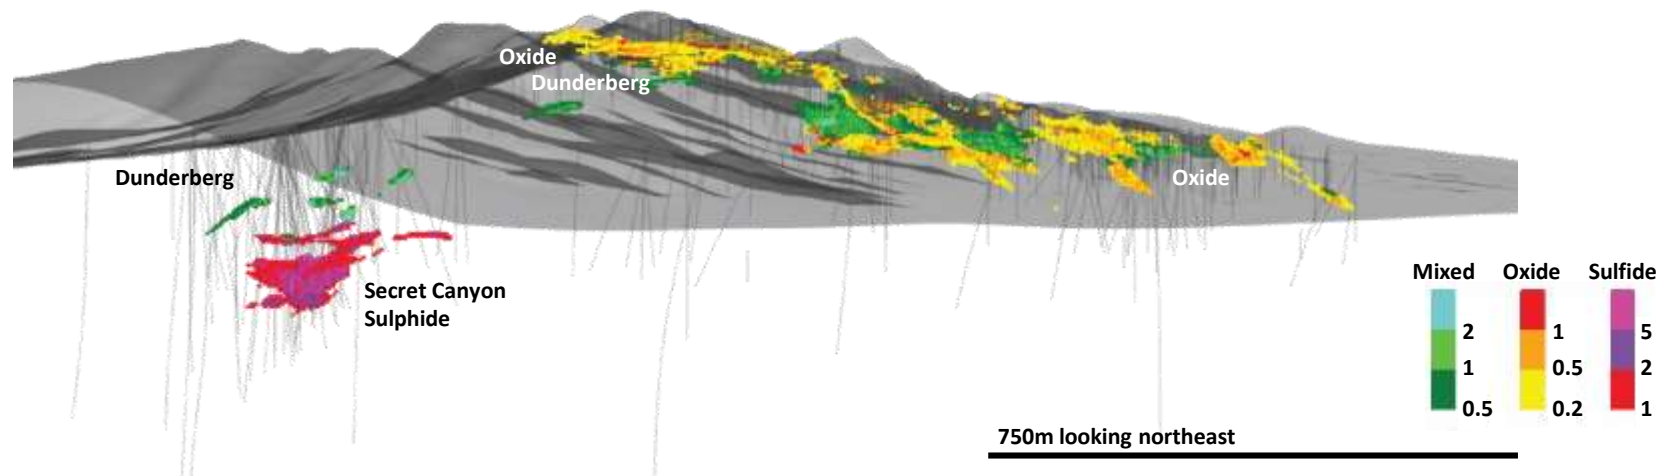 Oxide
Dunderberg
Dunderberg
Oxide
Secret Canyon
Sulphide
Mixed Oxide Sulfide
2 1 5
1 0.5 2
0.5 0.2 1
750m looking northeast